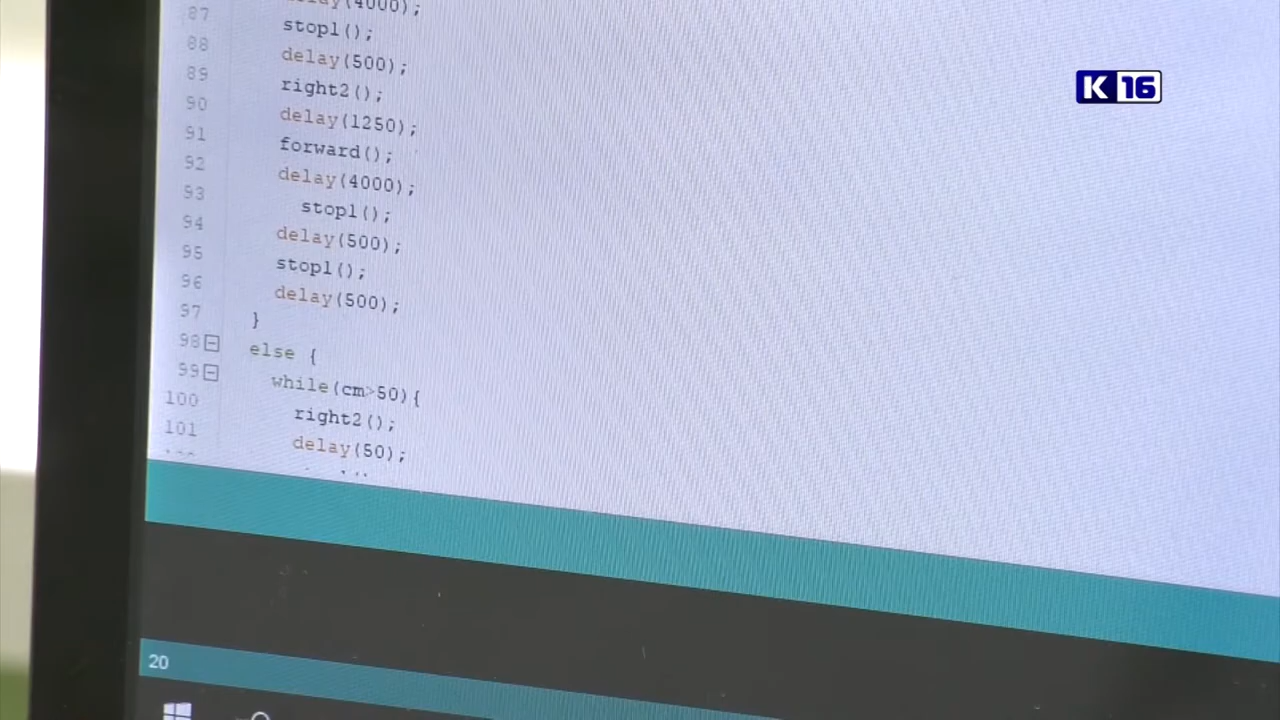 delay(4000);
87 stop1();
88 delay(500);
89 right2();
90 delay(1250);
91 forward();
92 delay(4000);
93 stop1();
94 delay(500);
95 stop1();
96 delay(500);
97 }
98 else {
99 while(cm>50){
100 right2();
101 delay(50);
20
K 16